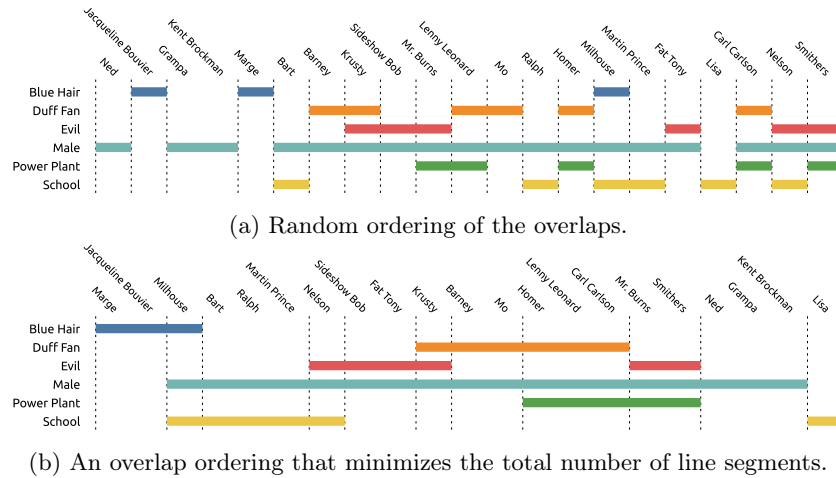 Ned
Jacqueline Bouvier
Grampa
Kent Brockman
Marge
Bart
Barney
Krusty
Sideshow Bob
Mr. Burns
Lenny Leonard
Mo
Ralph
Homer
Milhouse
Martin Prince
Fat Tony
Lisa
Carl Carlson
Nelson
Smithers
Blue Hair
Duff Fan
Evil
Male
Power Plant
School
(a) Random ordering of the overlaps.
Marge
Jacqueline Bouvier
Milhouse
Bart
Ralph
Martin Prince
Nelson
Sideshow Bob
Fat Tony
Krusty
Barney
Mo
Homer
Lenny Leonard
Carl Carlson
Mr. Burns
Smithers
Ned
Grampa
Kent Brockman
Lisa
Blue Hair
Duff Fan
Evil
Male
Power Plant
School
(b) An overlap ordering that minimizes the total number of line segments.